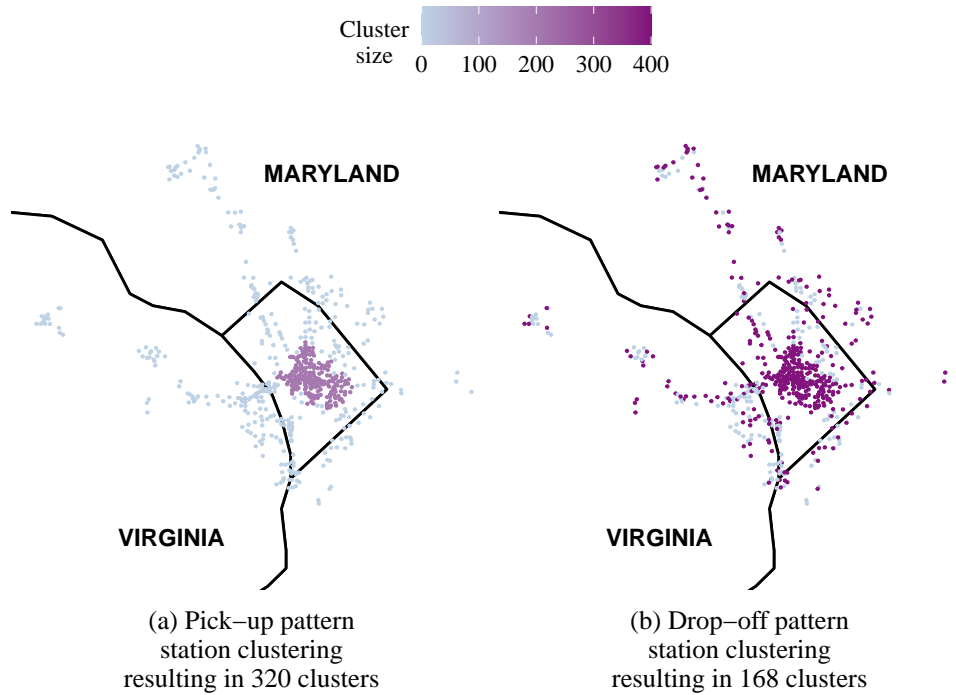 Cluster
size
0 100 200 300 400
MARYLAND MARYLAND
VIRGINIA VIRGINIA
(a) Pick−up pattern
station clustering
resulting in 320 clusters
(b) Drop−off pattern
station clustering
resulting in 168 clusters